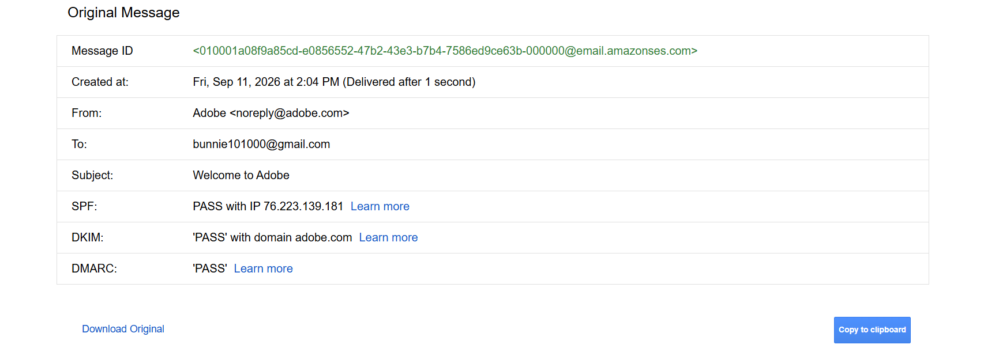 Original Message
Message ID <010001a08f9a85cd-e0856552-47b2-43e3-b7b4-7586ed9ce63b-000000@email.amazonses.com>
Created at: Fri, Sep 11, 2026 at 2:04 PM (Delivered after 1 second)
From: Adobe <noreply@adobe.com>
To: bunnie101000@gmail.com
Subject: Welcome to Adobe
SPF: PASS with IP 76.223.139.181 Learn more
DKIM: 'PASS' with domain adobe.com Learn more
DMARC: 'PASS' Learn more
Download Original Copy to clipboard